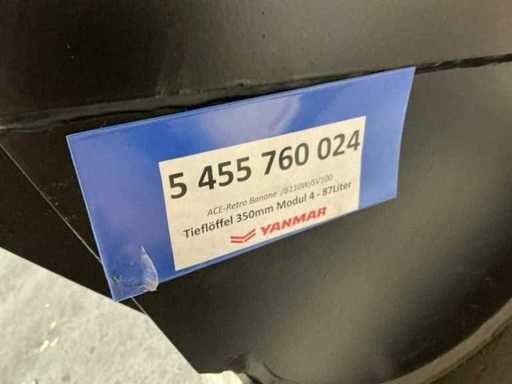 5 455 760 024
ACE-Retro Banane /B110W/SV100
Tieflöffel 350mm Modul 4 - 87Liter
YANMAR